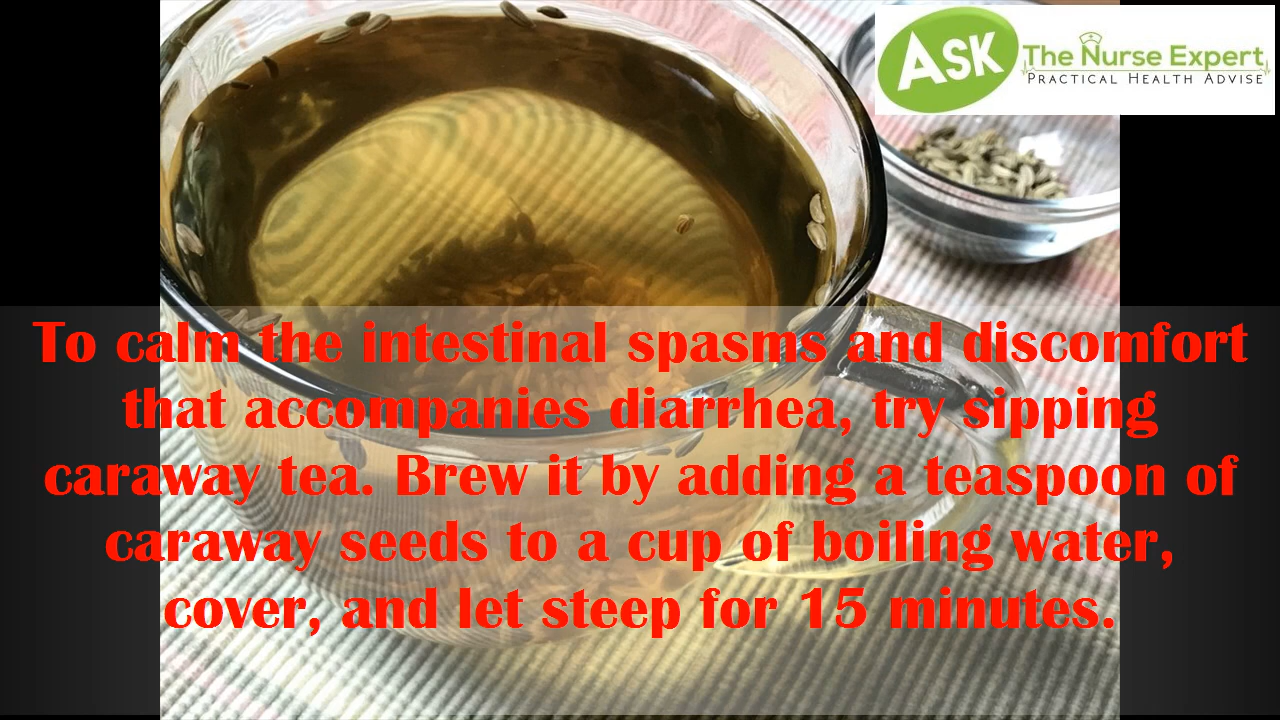 ASK The Nurse Expert
PRACTICAL HEALTH ADVISE
To calm the intestinal spasms and discomfort
that accompanies diarrhea, try sipping
caraway tea. Brew it by adding a teaspoon of
caraway seeds to a cup of boiling water,
cover, and let steep for 15 minutes.